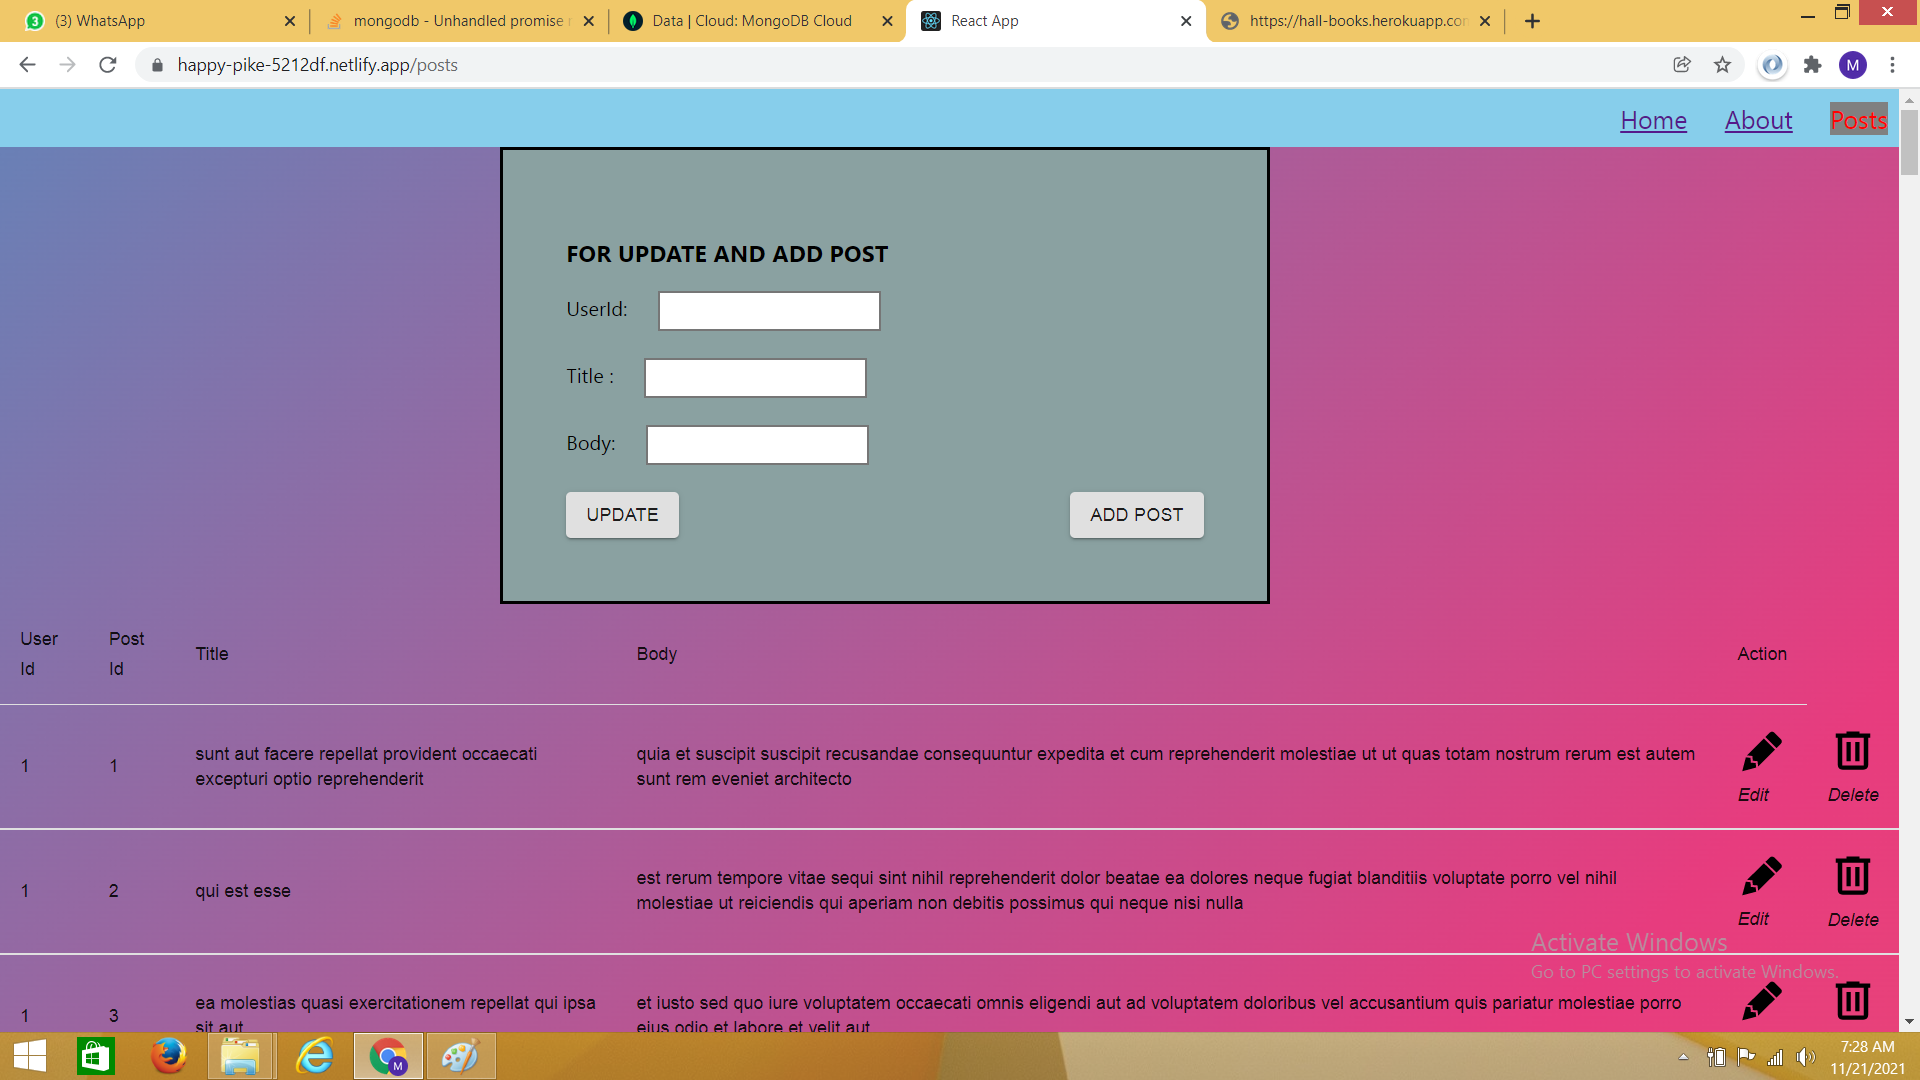 (3) WhatsApp
mongodb - Unhandled promise
Data | Cloud: MongoDB Cloud
React App
https://hall-books.herokuapp.con
happy-pike-5212df.netlify.app/posts
M
Home About Posts
FOR UPDATE AND ADD POST
UserId:
Title :
Body:
UPDATE ADD POST
User Id
Post Id
Title
Body
Action
1
1
sunt aut facere repellat provident occaecati
excepturi optio reprehenderit
quia et suscipit suscipit recusandae consequuntur expedita et cum reprehenderit molestiae ut ut quas totam nostrum rerum est autem
sunt rem eveniet architecto
Edit Delete
1
2
qui est esse
est rerum tempore vitae sequi sint nihil reprehenderit dolor beatae ea dolores neque fugiat blanditiis voluptate porro vel nihil
molestiae ut reiciendis qui aperiam non debitis possimus qui neque nisi nulla
Edit Delete
Activate Windows
Go to PC settings to activate Windows.
1
3
ea molestias quasi exercitationem repellat qui ipsa
sit aut
et iusto sed quo iure voluptatem occaecati omnis eligendi aut ad voluptatem doloribus vel accusantium quis pariatur molestiae porro
eius odio et labore et velit aut
M
7:28 AM
11/21/2021